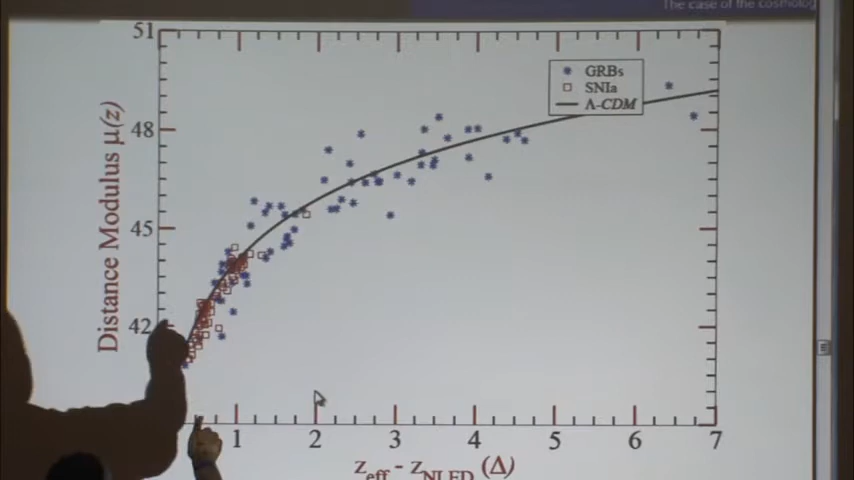 The case of the cosmolog
51
GRBs
SNIa
Λ-CDM
48
45
42
Distance Modulus μ(z)
1 2 3 4 5 6 7
z_eff - z_NLED (Δ)